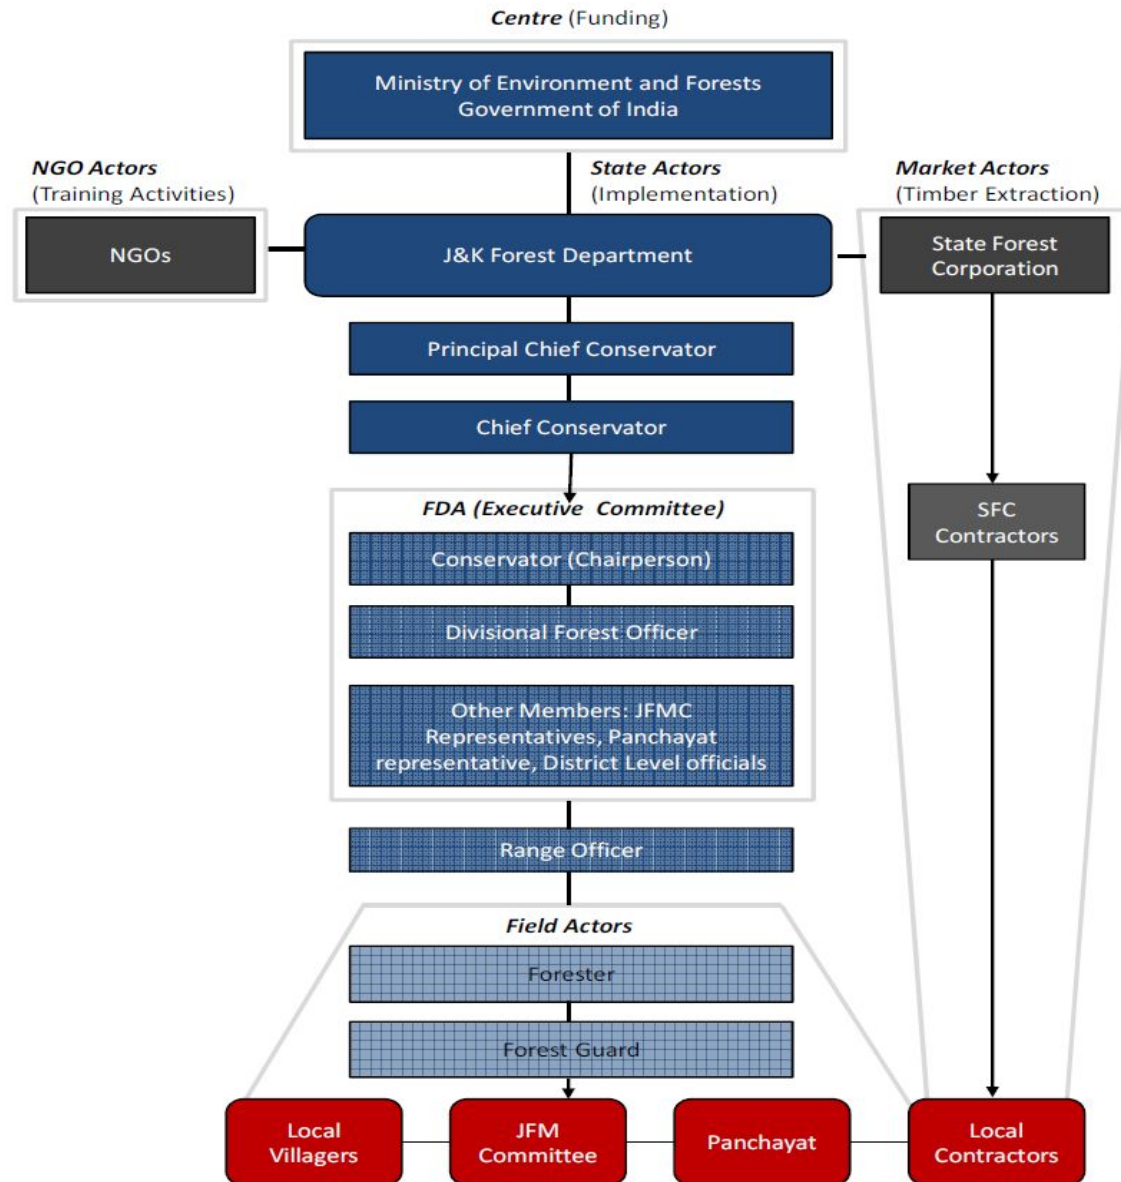 Centre (Funding)
Ministry of Environment and Forests
Government of India
NGO Actors
(Training Activities)
State Actors
(Implementation)
Market Actors
(Timber Extraction)
NGOs
J&K Forest Department
State Forest
Corporation
Principal Chief Conservator
Chief Conservator
FDA (Executive Committee)
Conservator (Chairperson)
Divisional Forest Officer
Other Members: JFMC
Representatives, Panchayat
representative, District Level officials
SFC
Contractors
Range Officer
Field Actors
Forester
Forest Guard
Local
Villagers
JFM
Committee
Panchayat
Local
Contractors